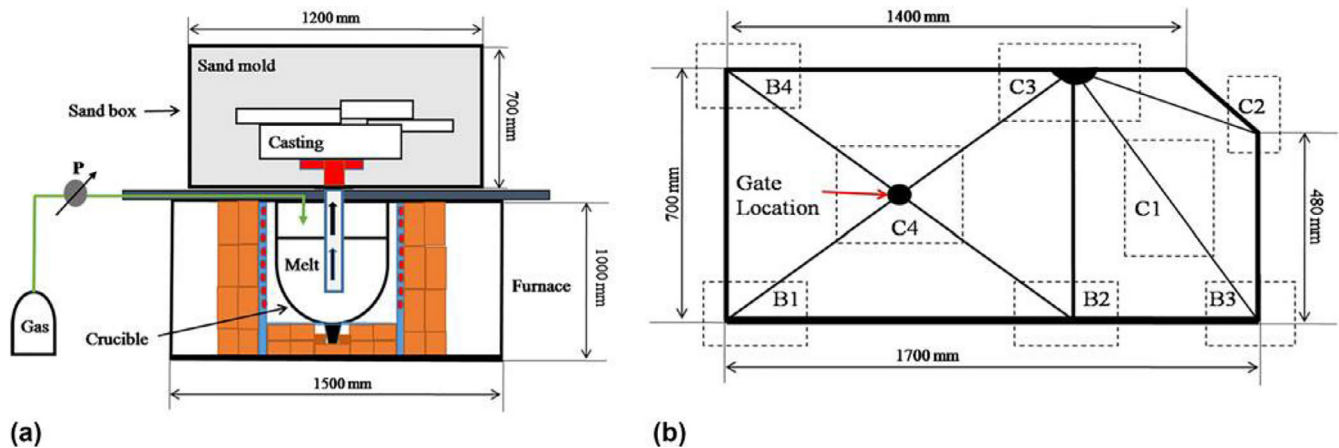 1200 mm
Sand mold
Sand box
700 mm
Casting
P
Melt
Furnace
1000 mm
Gas
Crucible
1500 mm
(a)
1400 mm
B4
C3
C2
700 mm
Gate
Location
C4
C1
480 mm
B1
B2
B3
1700 mm
(b)